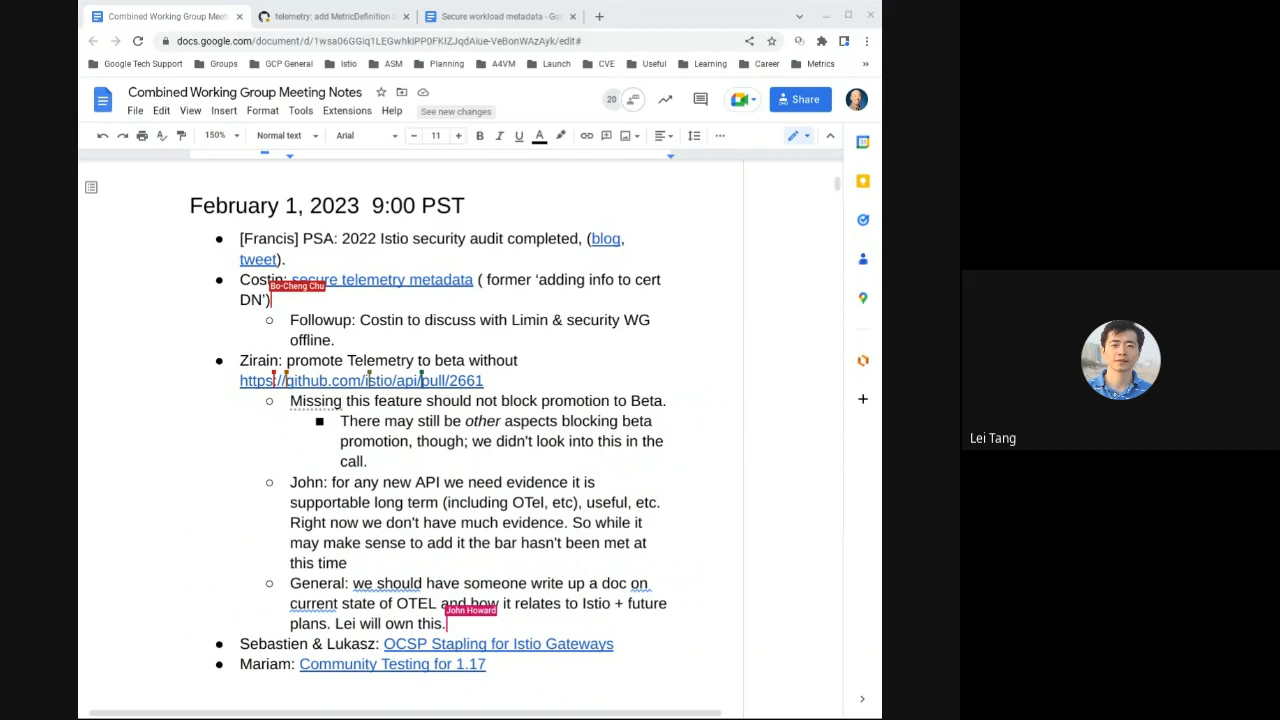 Combined Working Group Meeti
telemetry: add MetricDefinition
Secure workload metadata - Go
docs.google.com/document/d/1wsa06GGiq1LEGwhkIPP0FKIZJqdAiue-VeBonWAzAyk/edit#
Google Tech Support
Groups
GCP General
Istio
ASM
Planning
A4VM
Launch
CVE
Useful
Learning
Career
Metrics
»
Combined Working Group Meeting Notes
File Edit View Insert Format Tools Extensions Help
See new changes
20
Share
150%
Normal text
Arial
11
B I U A
February 1, 2023 9:00 PST
● [Francis] PSA: 2022 Istio security audit completed, (blog,
tweet).
● Costin: secure telemetry metadata ( former ‘adding info to cert
Bo-Cheng Chu
DN’)
○ Followup: Costin to discuss with Limin & security WG
offline.
● Zirain: promote Telemetry to beta without
https://github.com/istio/api/pull/2661
○ Missing this feature should not block promotion to Beta.
■ There may still be other aspects blocking beta
promotion, though; we didn't look into this in the
call.
○ John: for any new API we need evidence it is
supportable long term (including OTel, etc), useful, etc.
Right now we don't have much evidence. So while it
may make sense to add it the bar hasn't been met at
this time
○ General: we should have someone write up a doc on
current state of OTEL and how it relates to Istio + future
John Howard
plans. Lei will own this.
● Sebastien & Lukasz: OCSP Stapling for Istio Gateways
● Mariam: Community Testing for 1.17
Lei Tang